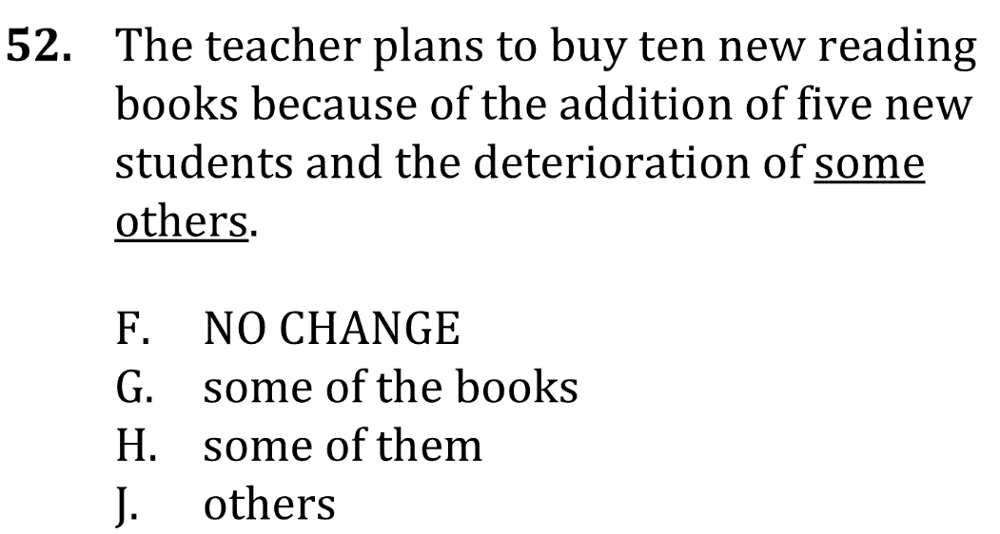 52. The teacher plans to buy ten new reading
books because of the addition of five new
students and the deterioration of some
others.
F. NO CHANGE
G. some of the books
H. some of them
J. others